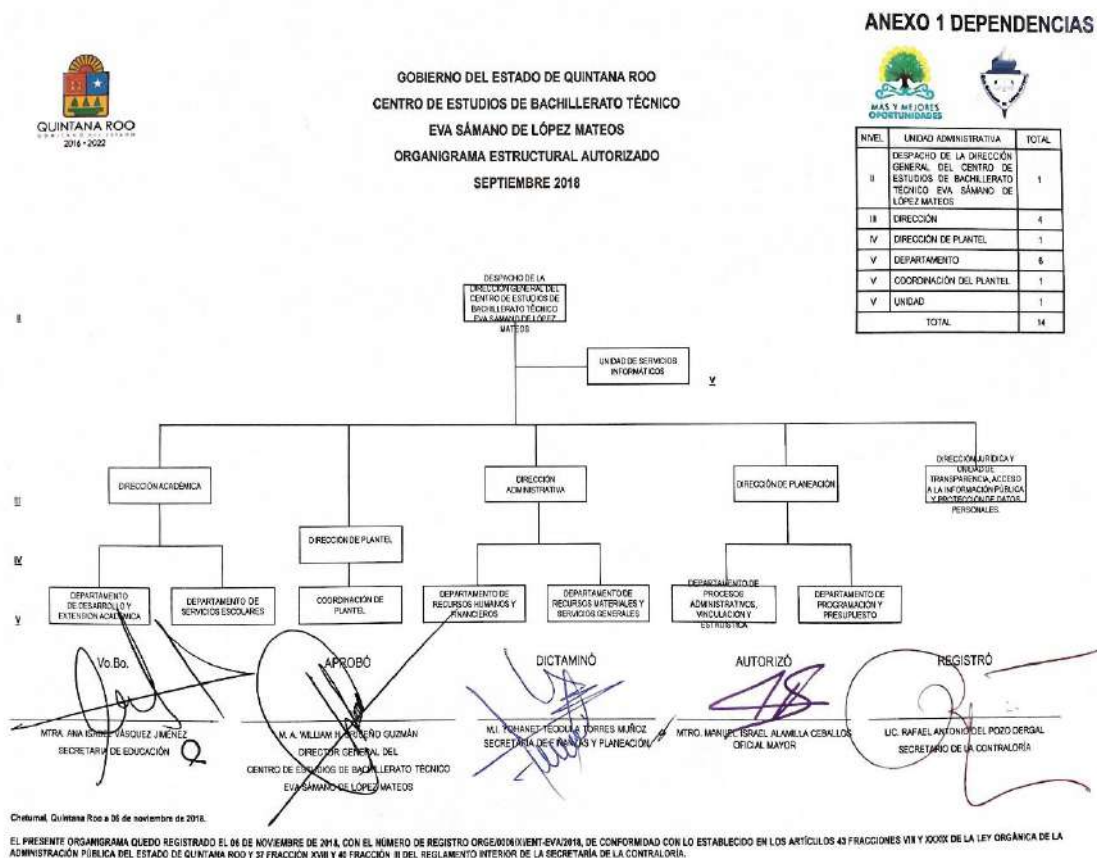 ANEXO 1 DEPENDENCIAS
QUINTANA ROO
GOBIERNO DEL ESTADO
2016 - 2022
GOBIERNO DEL ESTADO DE QUINTANA ROO
CENTRO DE ESTUDIOS DE BACHILLERATO TÉCNICO
EVA SÁMANO DE LÓPEZ MATEOS
ORGANIGRAMA ESTRUCTURAL AUTORIZADO
SEPTIEMBRE 2018
MAS Y MEJORES
OPORTUNIDADES
NIVEL UNIDAD ADMINISTRATIVA TOTAL
II DESPACHO DE LA DIRECCIÓN GENERAL DEL CENTRO DE ESTUDIOS DE BACHILLERATO TÉCNICO EVA SÁMANO DE LÓPEZ MATEOS 1
III DIRECCIÓN 4
IV DIRECCIÓN DE PLANTEL 1
V DEPARTAMENTO 6
V COORDINACIÓN DEL PLANTEL 1
V UNIDAD 1
TOTAL 14
DESPACHO DE LA
DIRECCIÓN GENERAL DEL
CENTRO DE ESTUDIOS DE
BACHILLERATO TÉCNICO
EVA SÁMANO DE LÓPEZ
MATEOS
II
UNIDAD DE SERVICIOS
INFORMÁTICOS
V
III
DIRECCIÓN ACADÉMICA
DIRECCIÓN
ADMINISTRATIVA
DIRECCIÓN DE PLANEACIÓN
DIRECCIÓN JURÍDICA Y
UNIDAD DE
TRANSPARENCIA, ACCESO
A LA INFORMACIÓN PÚBLICA
Y PROTECCIÓN DE DATOS
PERSONALES.
IV
DIRECCIÓN DE PLANTEL
V
DEPARTAMENTO
DE DESARROLLO Y
EXTENSION ACADÉMICA
DEPARTAMENTO DE
SERVICIOS ESCOLARES
COORDINACIÓN DE
PLANTEL
DEPARTAMENTO DE
RECURSOS HUMANOS Y
FINANCIEROS
DEPARTAMENTO DE
RECURSOS MATERIALES Y
SERVICIOS GENERALES
DEPARTAMENTO DE
PROCESOS
ADMINISTRATIVOS,
VINCULACIÓN Y
ESTADÍSTICA
DEPARTAMENTO DE
PROGRAMACIÓN Y
PRESUPUESTO
Vo.Bo.
MTRA. ANA ISABEL VÁSQUEZ JIMÉNEZ
SECRETARIA DE EDUCACIÓN
APROBÓ
M. A. WILLIAM H. BRICEÑO GUZMÁN
DIRECTOR GENERAL DEL
CENTRO DE ESTUDIOS DE BACHILLERATO TÉCNICO
EVA SÁMANO DE LÓPEZ MATEOS
DICTAMINÓ
M.I. YOHANET TEODULA TORRES MUÑOZ
SECRETARIA DE FINANZAS Y PLANEACIÓN
AUTORIZÓ
MTRO. MANUEL ISRAEL ALAMILLA CEBALLOS
OFICIAL MAYOR
REGISTRÓ
LIC. RAFAEL ANTONIO DEL POZO DERGAL
SECRETARIO DE LA CONTRALORÍA
Chetumal, Quintana Roo a 06 de noviembre de 2018.
EL PRESENTE ORGANIGRAMA QUEDO REGISTRADO EL 06 DE NOVIEMBRE DE 2018, CON EL NÚMERO DE REGISTRO DE CONFORMIDAD CON LO ESTABLECIDO EN LOS ARTÍCULOS 43 FRACCIONES VIII Y DE LA LEY ORGÁNICA DE LA
ADMINISTRACIÓN PÚBLICA DEL ESTADO DE QUINTANA ROO Y 37 FRACCIÓN XVIII Y 40 FRACCIÓN III DEL REGLAMENTO INTERIOR DE LA SECRETARÍA DE LA CONTRALORÍA.